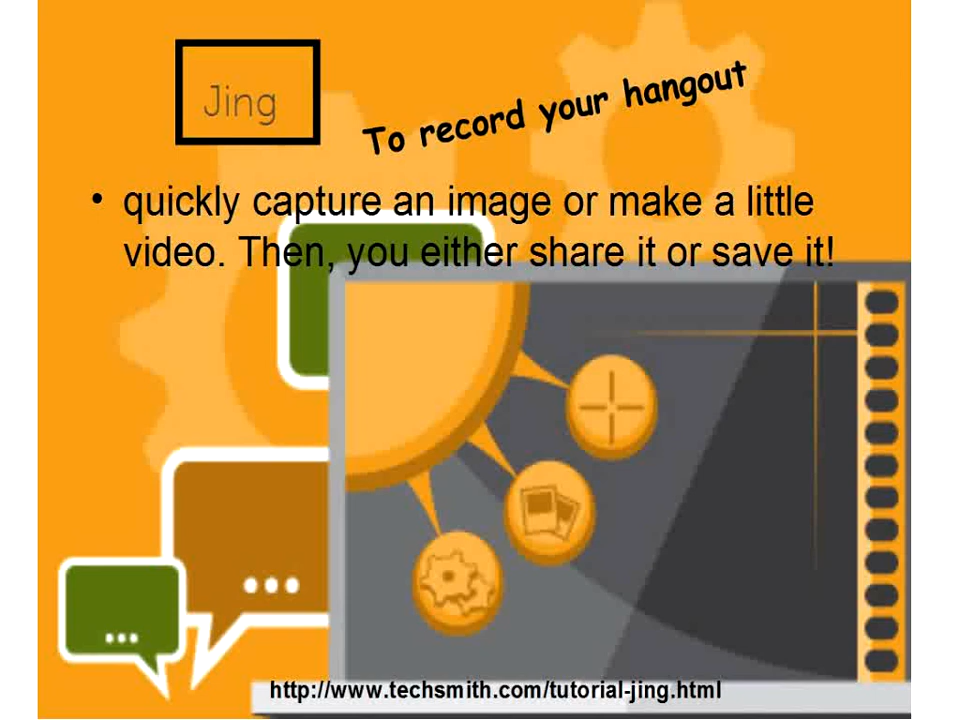 Jing
To record your hangout
• quickly capture an image or make a little
video. Then, you either share it or save it!
...
...
http://www.techsmith.com/tutorial-jing.html